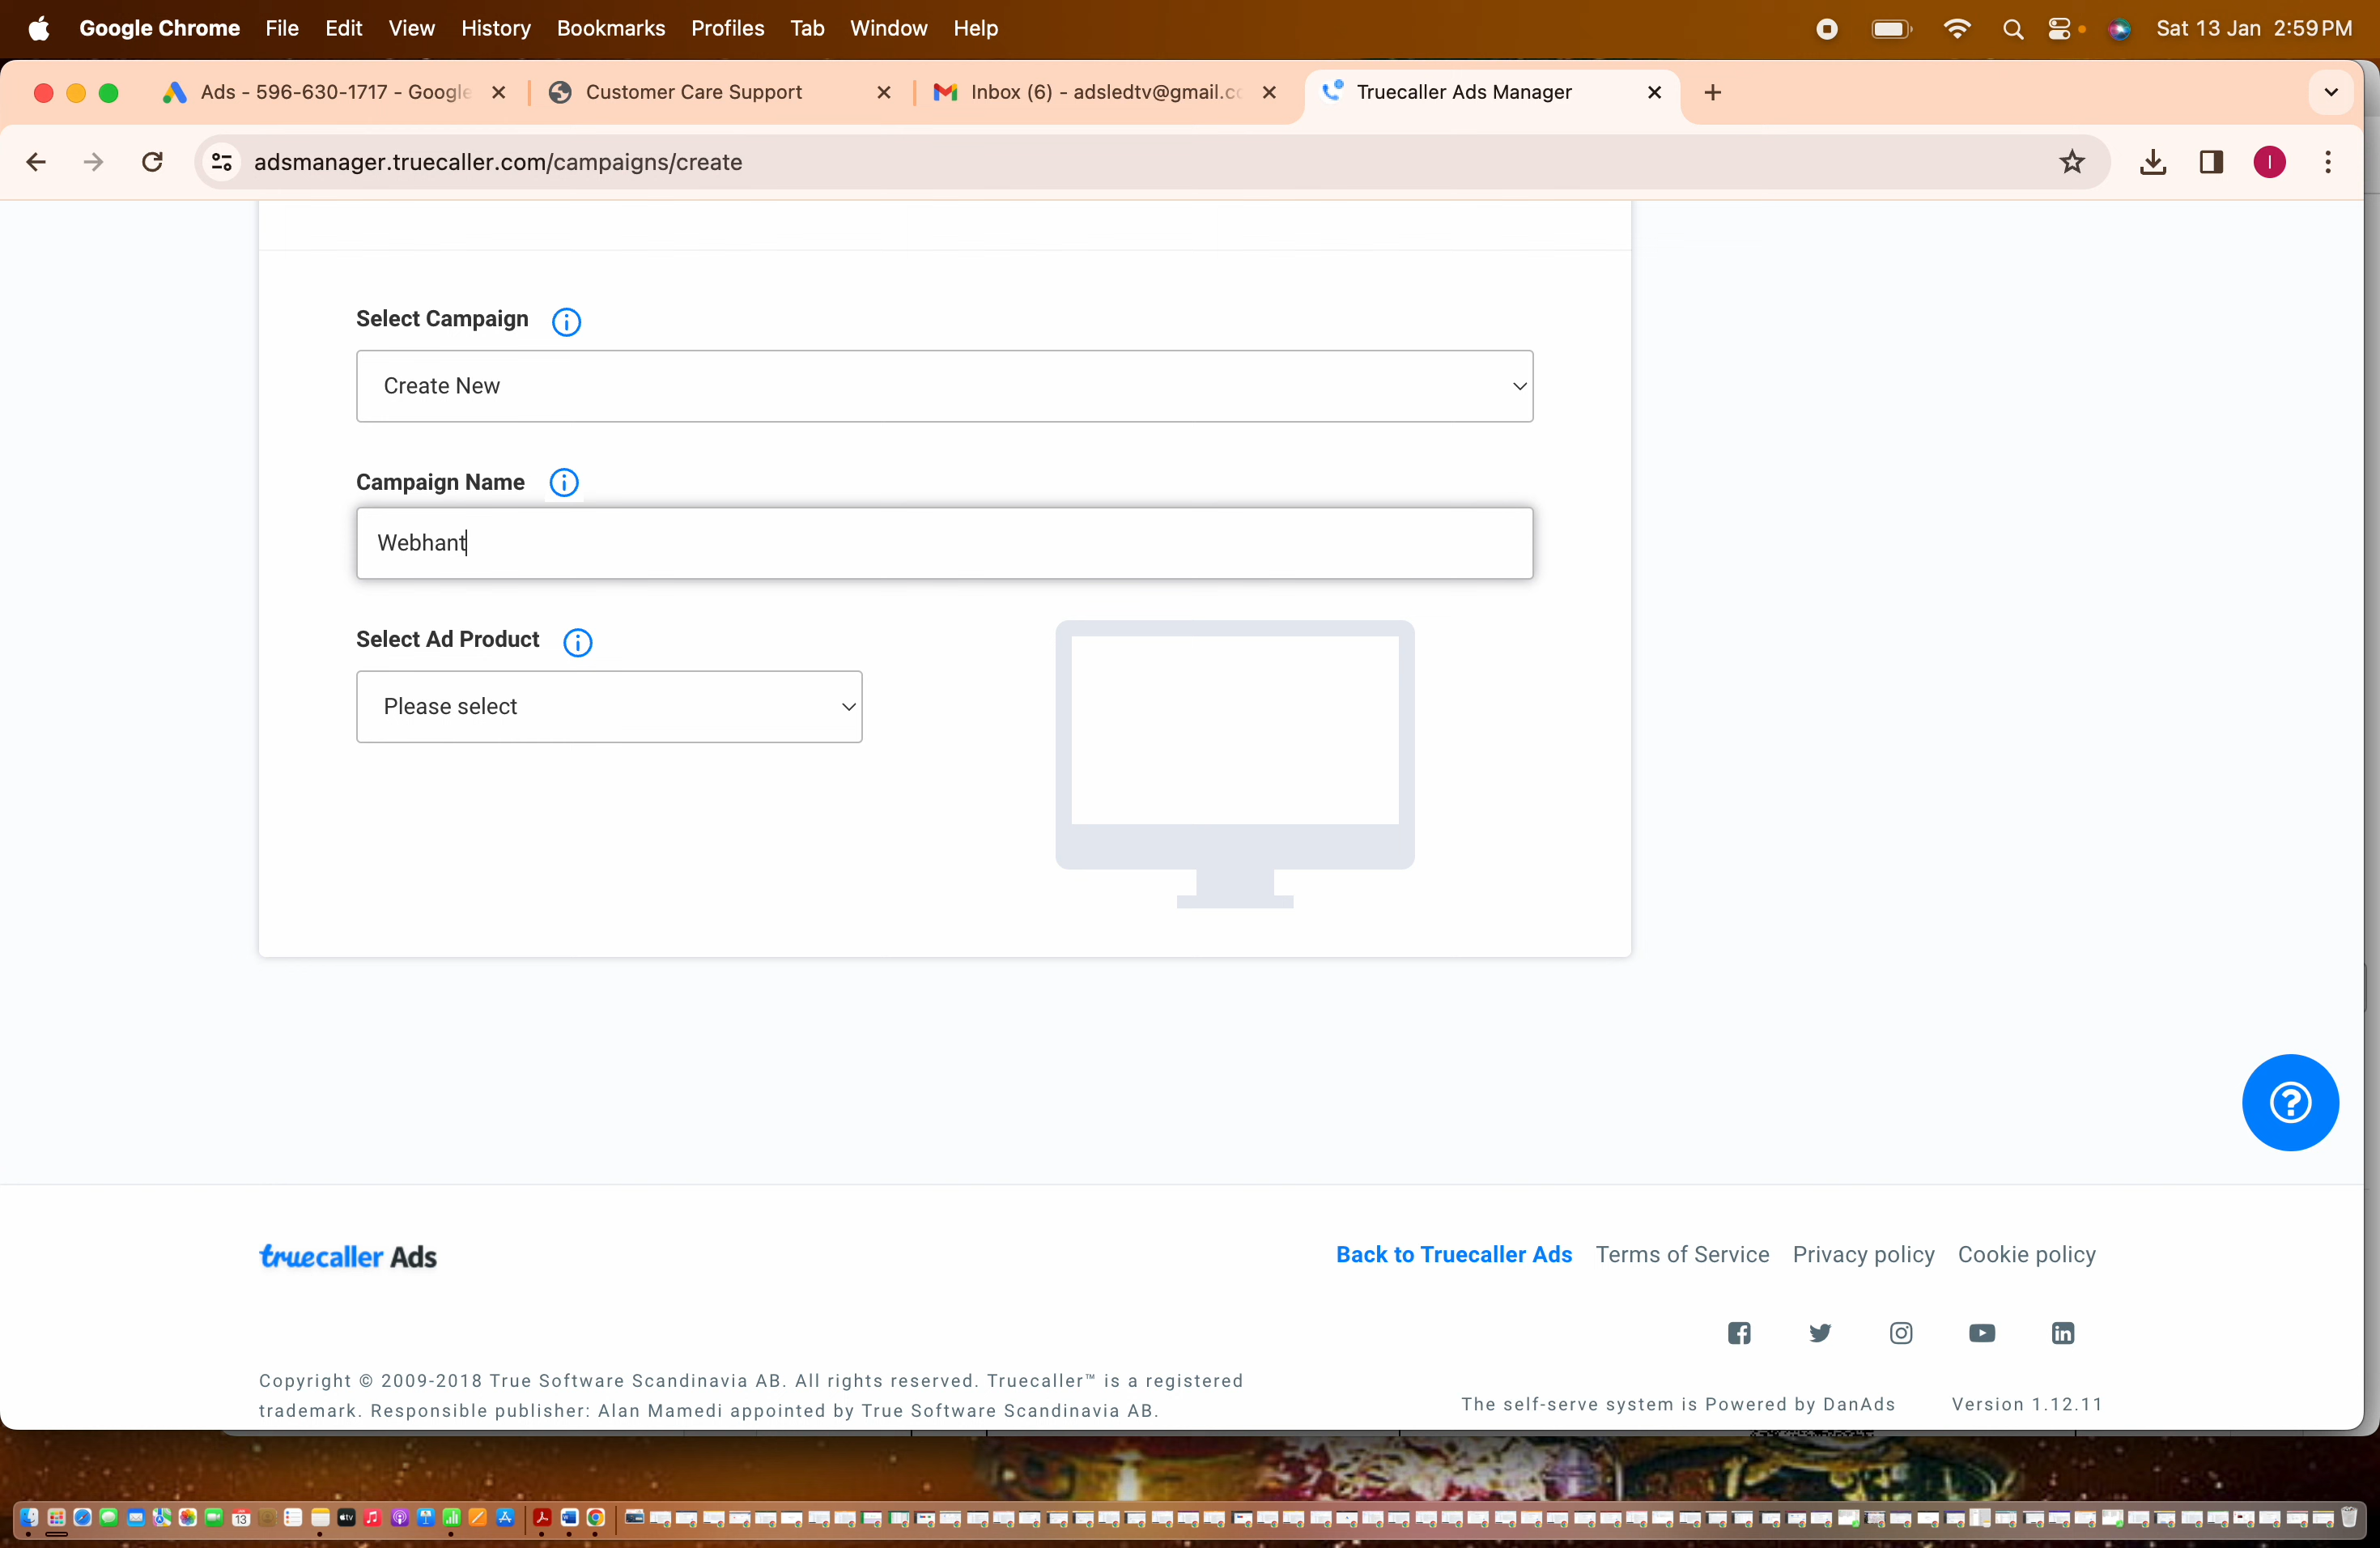 Google Chrome File Edit View History Bookmarks Profiles Tab Window Help Sat 13 Jan 2:59 PM
Ads - 596-630-1717 - Google Customer Care Support Inbox (6) - adsledtv@gmail.co Truecaller Ads Manager
adsmanager.truecaller.com/campaigns/create I
Select Campaign
Create New
Campaign Name
Webhant
Select Ad Product
Please select
truecaller Ads
Back to Truecaller Ads Terms of Service Privacy policy Cookie policy
Copyright © 2009-2018 True Software Scandinavia AB. All rights reserved. Truecaller™ is a registered
trademark. Responsible publisher: Alan Mamedi appointed by True Software Scandinavia AB.
The self-serve system is Powered by DanAds Version 1.12.11
13
tv